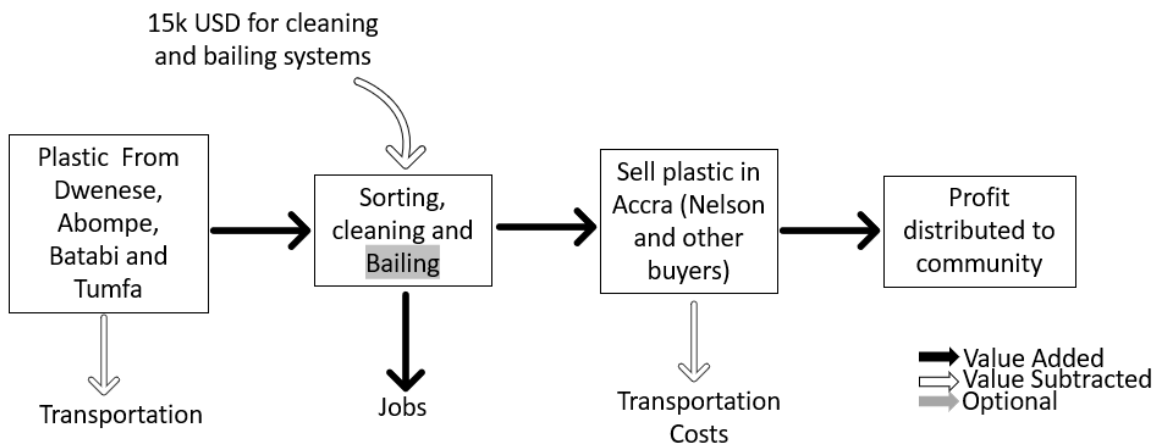 15k USD for cleaning
and bailing systems
Plastic From
Dwenese,
Abompe,
Batabi and
Tumfa
Sorting,
cleaning and
Bailing
Sell plastic in
Accra (Nelson
and other
buyers)
Profit
distributed to
community
Transportation
Jobs
Transportation
Costs
Value Added
Value Subtracted
Optional